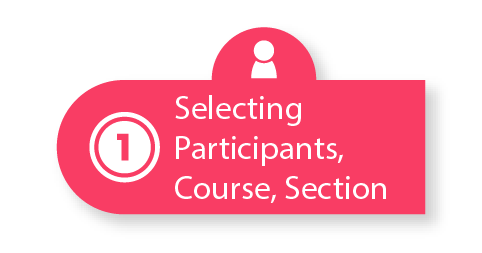 1
Selecting
Participants,
Course, Section